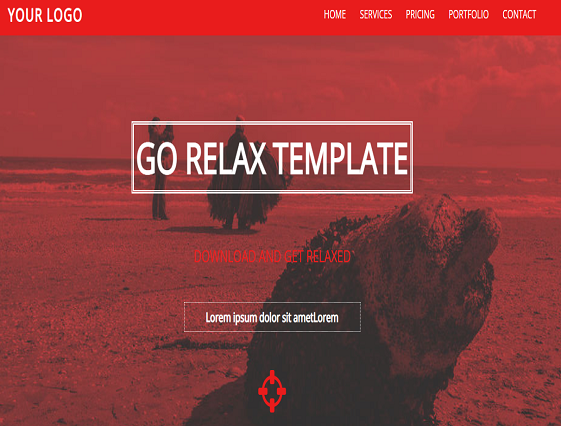 YOUR LOGO
HOME SERVICES PRICING PORTFOLIO CONTACT
GO RELAX TEMPLATE
DOWNLOAD AND GET RELAXED
Lorem ipsum dolor sit ametLorem